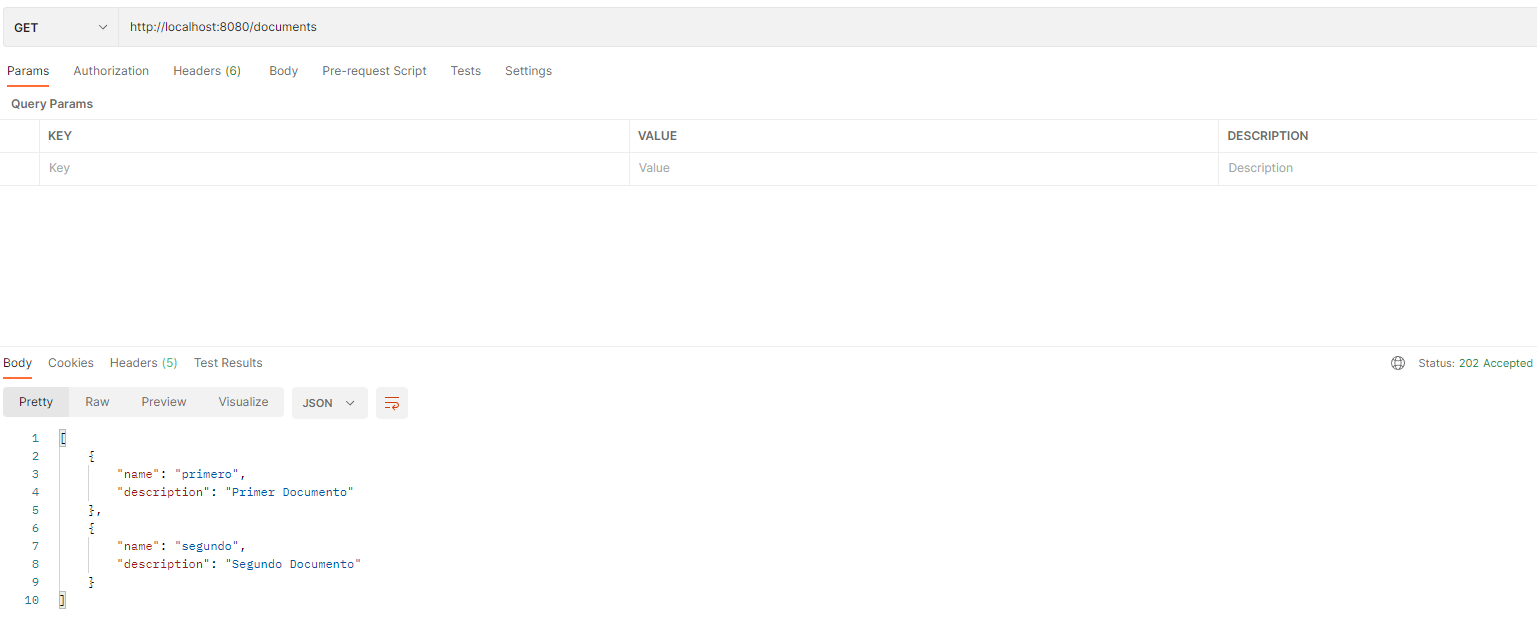 GET http://localhost:8080/documents
Params Authorization Headers (6) Body Pre-request Script Tests Settings
Query Params
KEY VALUE DESCRIPTION
Key Value Description
Body Cookies Headers (5) Test Results Status: 202 Accepted
Pretty Raw Preview Visualize JSON
1 [
2 {
3 "name": "primero",
4 "description": "Primer Documento"
5 },
6 {
7 "name": "segundo",
8 "description": "Segundo Documento"
9 }
10 ]